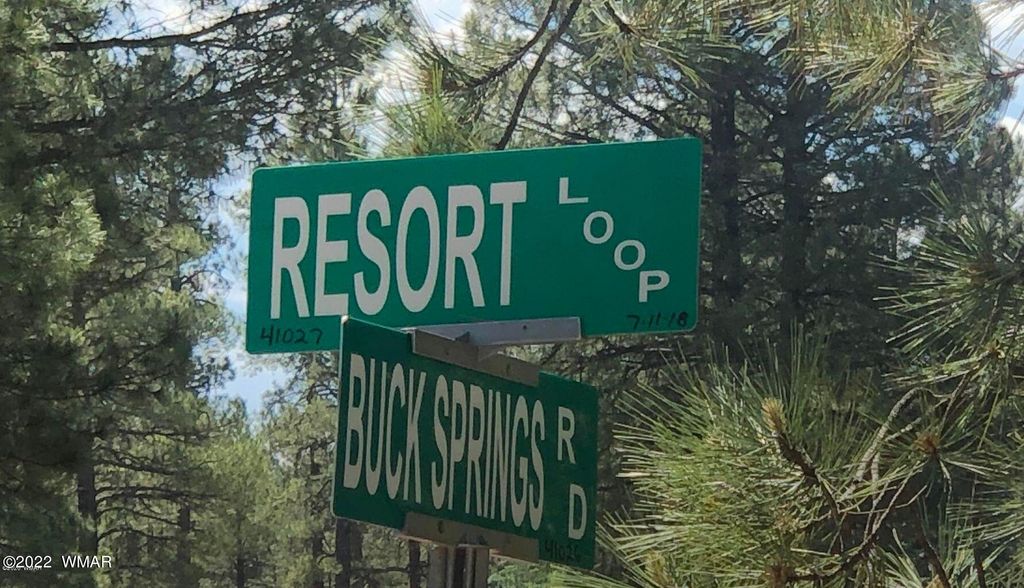 RESORT LOOP
41027 7-11-18
BUCK SPRINGS RD
©2022 WMAR